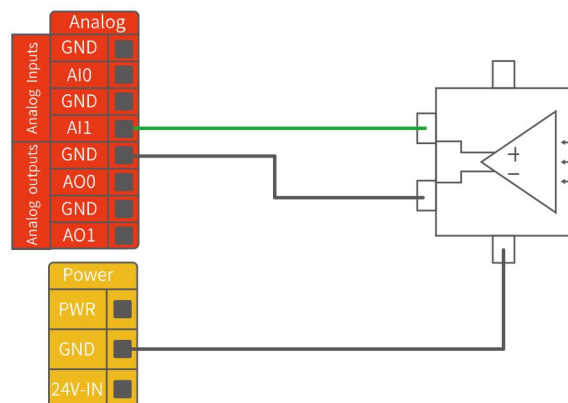 Analog
Analog Inputs
GND
AI0
GND
AI1
Analog outputs
GND
AO0
GND
AO1
+
−
Power
PWR
GND
24V-IN